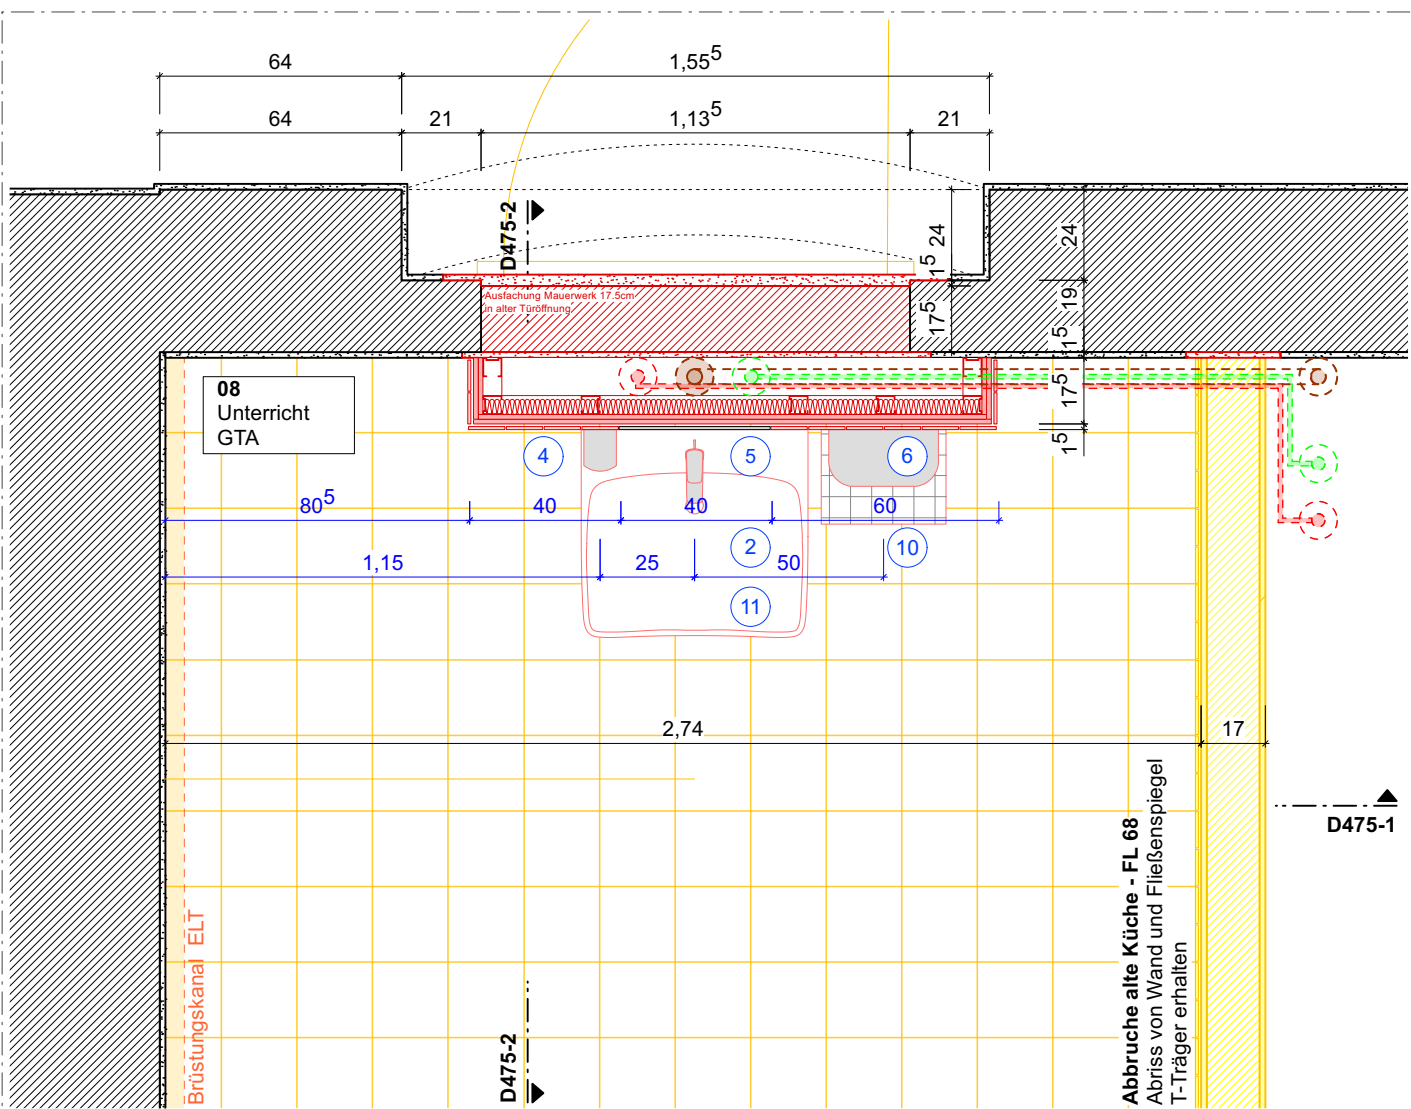 64
1,55⁵
64
21
1,13⁵
21
D475-2
24
1⁵
17⁵
24
19
1⁵
17⁵
1⁵
Ausfachung Mauerwerk 17.5cm
in alter Türöffnung
08
Unterricht
GTA
4
5
6
80⁵
40
40
60
2
10
1,15
25
50
11
2,74
17
D475-1
Abbruche alte Küche - FL 68
Abriss von Wand und Fließenspiegel
T-Träger erhalten
Brüstungskanal ELT
D475-2